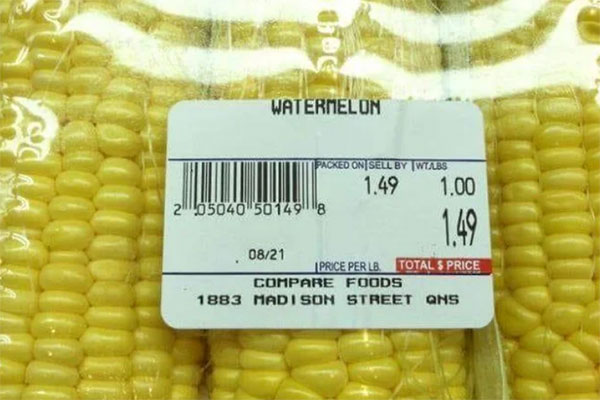 WATERMELON
PACKED ON SELL BY WT/LBS
1.49 1.00
2 05040 50149 8
1.49
08/21
PRICE PER LB. TOTAL $ PRICE
COMPARE FOODS
1883 MADISON STREET QNS